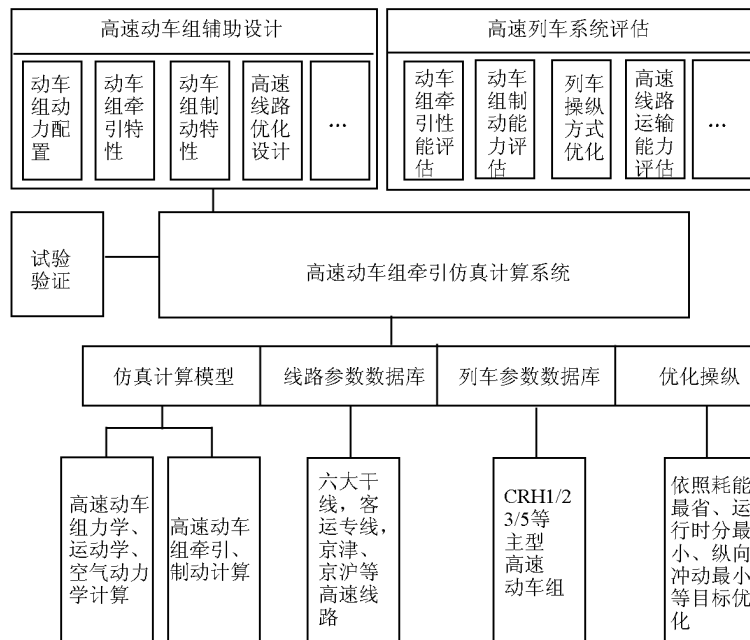 高速动车组辅助设计
动车
组动
力配
置
动车
组牵
引特
性
动车
组制
动特
性
高速
线路
优化
设计
...
高速列车系统评估
动车
组牵
引性
能评
估
动车
组制
动能
力评
估
列车
操纵
方式
优化
高速
线路
运输
能力
评估
...
试验
验证
高速动车组牵引仿真计算系统
仿真计算模型
线路参数数据库
列车参数数据库
优化操纵
高速动车
组力学、
运动学、
空气动力
学计算
高速动车
组牵引、
制动计算
六大干
线，客
运专线，
京津、
京沪等
高速线
路
CRH1/2
3/5等
主型
高速
动车组
依照耗能
最省、运
行时分最
小、纵向
冲动最小
等目标优
化